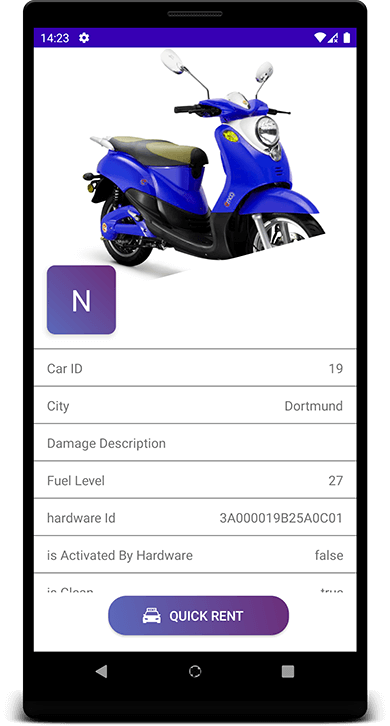 14:23
N
Car ID 19
City Dortmund
Damage Description
Fuel Level 27
hardware Id 3A000019B25A0C01
is Activated By Hardware false
is Clean true
QUICK RENT